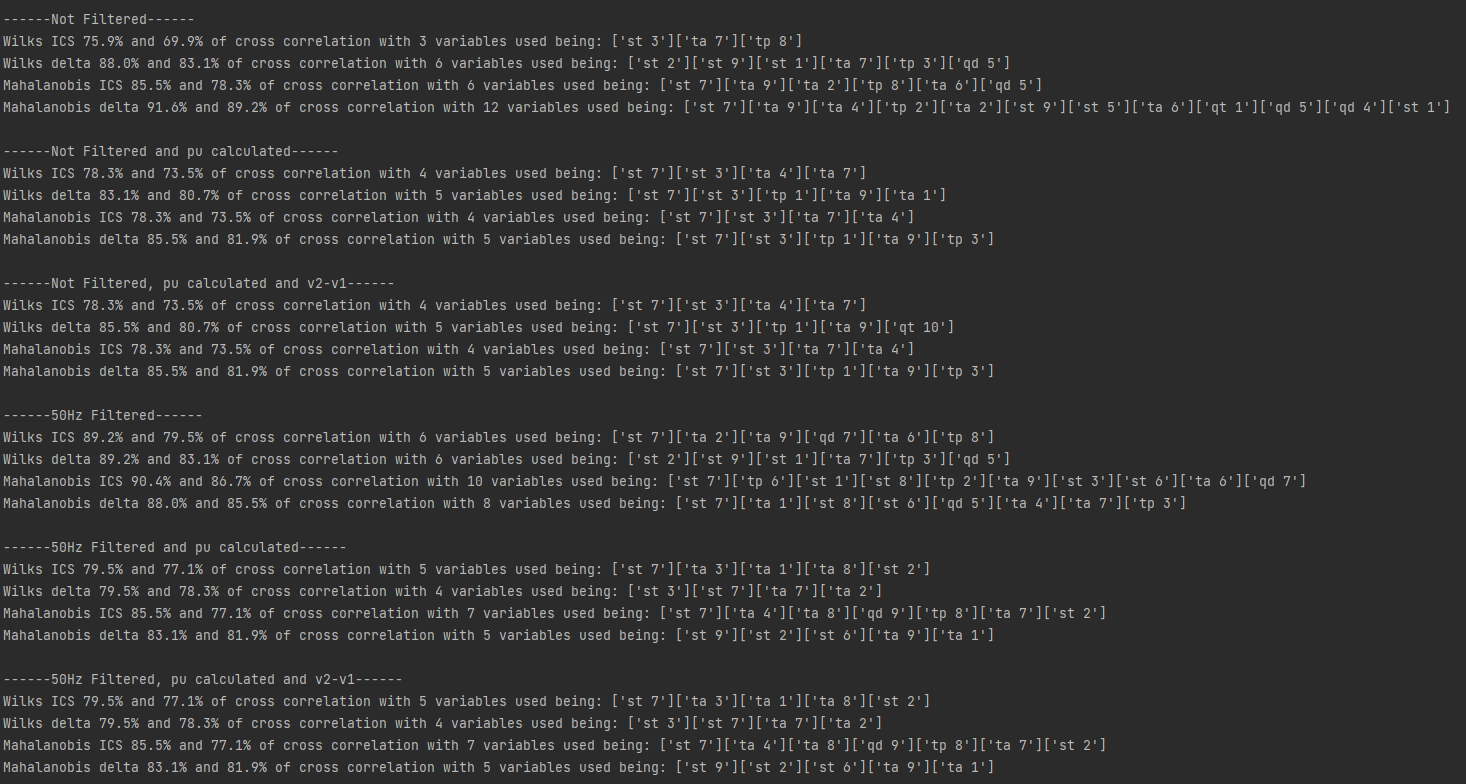 ------Not Filtered------
Wilks ICS 75.9% and 69.9% of cross correlation with 3 variables used being: ['st 3']['ta 7']['tp 8']
Wilks delta 88.0% and 83.1% of cross correlation with 6 variables used being: ['st 2']['st 9']['st 1']['ta 7']['tp 3']['qd 5']
Mahalanobis ICS 85.5% and 78.3% of cross correlation with 6 variables used being: ['st 7']['ta 9']['ta 2']['tp 8']['ta 6']['qd 5']
Mahalanobis delta 91.6% and 89.2% of cross correlation with 12 variables used being: ['st 7']['ta 9']['ta 4']['tp 2']['ta 2']['st 9']['st 5']['ta 6']['qt 1']['qd 5']['qd 4']['st 1']
------Not Filtered and pu calculated------
Wilks ICS 78.3% and 73.5% of cross correlation with 4 variables used being: ['st 7']['st 3']['ta 4']['ta 7']
Wilks delta 83.1% and 80.7% of cross correlation with 5 variables used being: ['st 7']['st 3']['tp 1']['ta 9']['ta 1']
Mahalanobis ICS 78.3% and 73.5% of cross correlation with 4 variables used being: ['st 7']['st 3']['ta 7']['ta 4']
Mahalanobis delta 85.5% and 81.9% of cross correlation with 5 variables used being: ['st 7']['st 3']['tp 1']['ta 9']['tp 3']
------Not Filtered, pu calculated and v2-v1------
Wilks ICS 78.3% and 73.5% of cross correlation with 4 variables used being: ['st 7']['st 3']['ta 4']['ta 7']
Wilks delta 85.5% and 80.7% of cross correlation with 5 variables used being: ['st 7']['st 3']['tp 1']['ta 9']['qt 10']
Mahalanobis ICS 78.3% and 73.5% of cross correlation with 4 variables used being: ['st 7']['st 3']['ta 7']['ta 4']
Mahalanobis delta 85.5% and 81.9% of cross correlation with 5 variables used being: ['st 7']['st 3']['tp 1']['ta 9']['tp 3']
------50Hz Filtered------
Wilks ICS 89.2% and 79.5% of cross correlation with 6 variables used being: ['st 7']['ta 2']['ta 9']['qd 7']['ta 6']['tp 8']
Wilks delta 89.2% and 83.1% of cross correlation with 6 variables used being: ['st 2']['st 9']['st 1']['ta 7']['tp 3']['qd 5']
Mahalanobis ICS 90.4% and 86.7% of cross correlation with 10 variables used being: ['st 7']['tp 6']['st 1']['st 8']['tp 2']['ta 9']['st 3']['st 6']['ta 6']['qd 7']
Mahalanobis delta 88.0% and 85.5% of cross correlation with 8 variables used being: ['st 7']['ta 1']['st 8']['st 6']['qd 5']['ta 4']['ta 7']['tp 3']
------50Hz Filtered and pu calculated------
Wilks ICS 79.5% and 77.1% of cross correlation with 5 variables used being: ['st 7']['ta 3']['ta 1']['ta 8']['st 2']
Wilks delta 79.5% and 78.3% of cross correlation with 4 variables used being: ['st 3']['st 7']['ta 7']['ta 2']
Mahalanobis ICS 85.5% and 77.1% of cross correlation with 7 variables used being: ['st 7']['ta 4']['ta 8']['qd 9']['tp 8']['ta 7']['st 2']
Mahalanobis delta 83.1% and 81.9% of cross correlation with 5 variables used being: ['st 9']['st 2']['st 6']['ta 9']['ta 1']
------50Hz Filtered, pu calculated and v2-v1------
Wilks ICS 79.5% and 77.1% of cross correlation with 5 variables used being: ['st 7']['ta 3']['ta 1']['ta 8']['st 2']
Wilks delta 79.5% and 78.3% of cross correlation with 4 variables used being: ['st 3']['st 7']['ta 7']['ta 2']
Mahalanobis ICS 85.5% and 77.1% of cross correlation with 7 variables used being: ['st 7']['ta 4']['ta 8']['qd 9']['tp 8']['ta 7']['st 2']
Mahalanobis delta 83.1% and 81.9% of cross correlation with 5 variables used being: ['st 9']['st 2']['st 6']['ta 9']['ta 1']